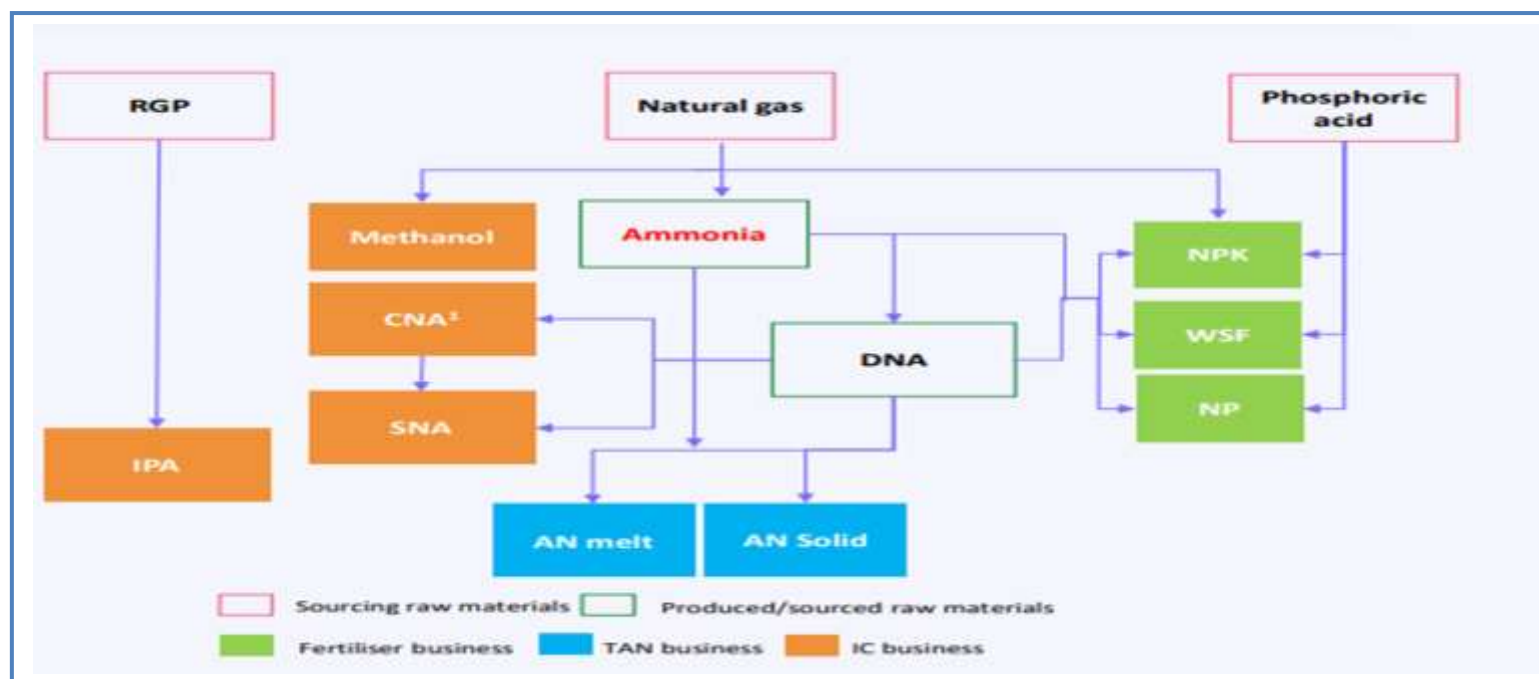 RGP
Natural gas
Phosphoric
acid
Methanol
Ammonia
NPK
CNA¹
DNA
WSF
SNA
NP
IPA
AN melt
AN Solid
Sourcing raw materials
Produced/sourced raw materials
Fertiliser business
TAN business
IC business